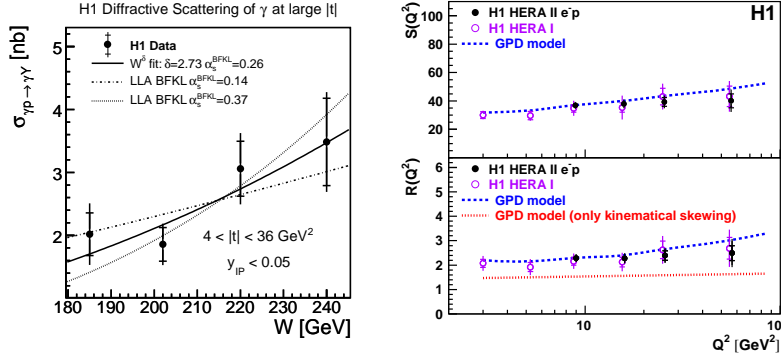 H1 Diffractive Scattering of γ at large |t|
σγp→γY [nb]
H1 Data
W^δ fit: δ=2.73 α_s^BFKL=0.26
LLA BFKL α_s^BFKL=0.14
LLA BFKL α_s^BFKL=0.37
5
4
3
2
1
4 < |t| < 36 GeV²
y_IP < 0.05
180 190 200 210 220 230 240
W [GeV]
S(Q²)
H1
100
80
60
40
20
H1 HERA II e⁻p
H1 HERA I
GPD model
R(Q²)
6
5
4
3
2
1
0
H1 HERA II e⁻p
H1 HERA I
GPD model
GPD model (only kinematical skewing)
10
Q² [GeV²]